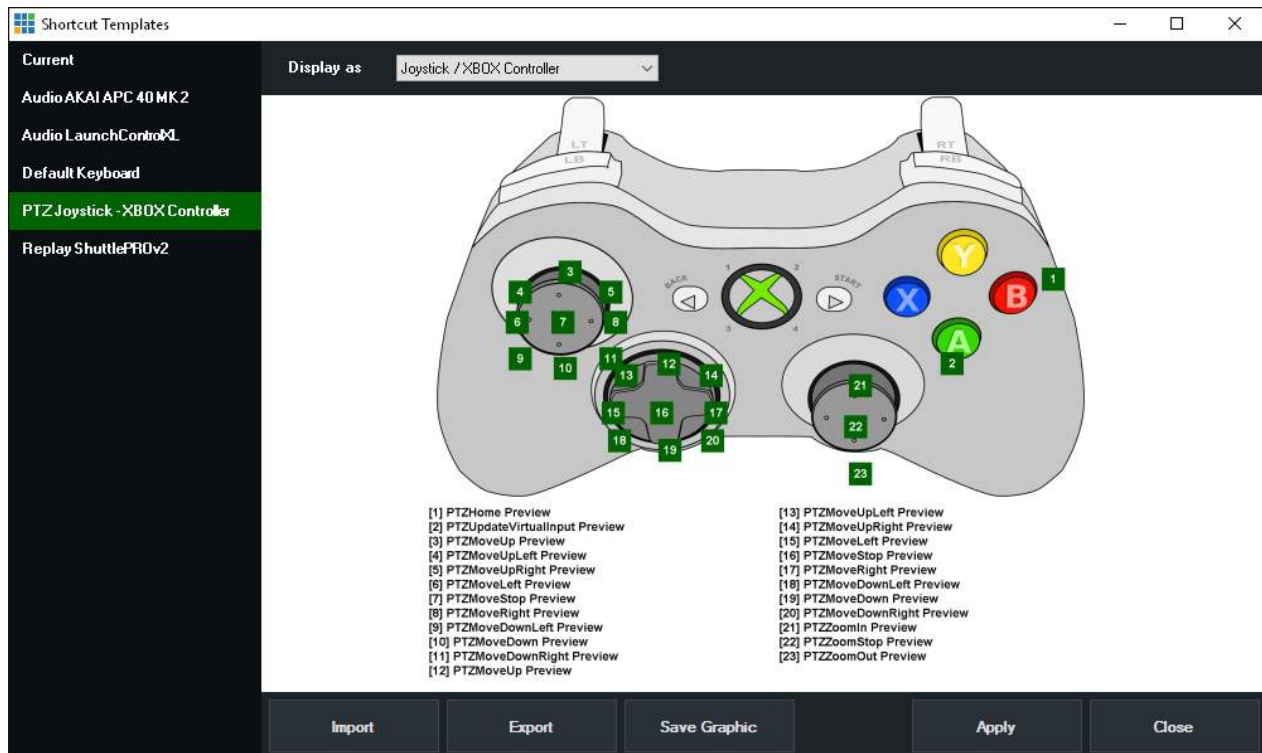 Shortcut Templates
Current
Audio AKAI APC 40 MK2
Audio LaunchControlXL
Default Keyboard
PTZ Joystick - XBOX Controller
Replay ShuttlePROv2
Display as
Joystick / XBOX Controller
LT
LB
RT
RB
BACK
START
1
2
3
4
Y
X
B
A
1
2
3
4
5
6
7
8
9
10
11
12
13
14
15
16
17
18
19
20
21
22
23
[1] PTZHome Preview
[2] PTZUpdateVirtualInput Preview
[3] PTZMoveUp Preview
[4] PTZMoveUpLeft Preview
[5] PTZMoveUpRight Preview
[6] PTZMoveLeft Preview
[7] PTZMoveStop Preview
[8] PTZMoveRight Preview
[9] PTZMoveDownLeft Preview
[10] PTZMoveDown Preview
[11] PTZMoveDownRight Preview
[12] PTZMoveUp Preview
[13] PTZMoveUpLeft Preview
[14] PTZMoveUpRight Preview
[15] PTZMoveLeft Preview
[16] PTZMoveStop Preview
[17] PTZMoveRight Preview
[18] PTZMoveDownLeft Preview
[19] PTZMoveDown Preview
[20] PTZMoveDownRight Preview
[21] PTZZoomIn Preview
[22] PTZZoomStop Preview
[23] PTZZoomOut Preview
Import
Export
Save Graphic
Apply
Close